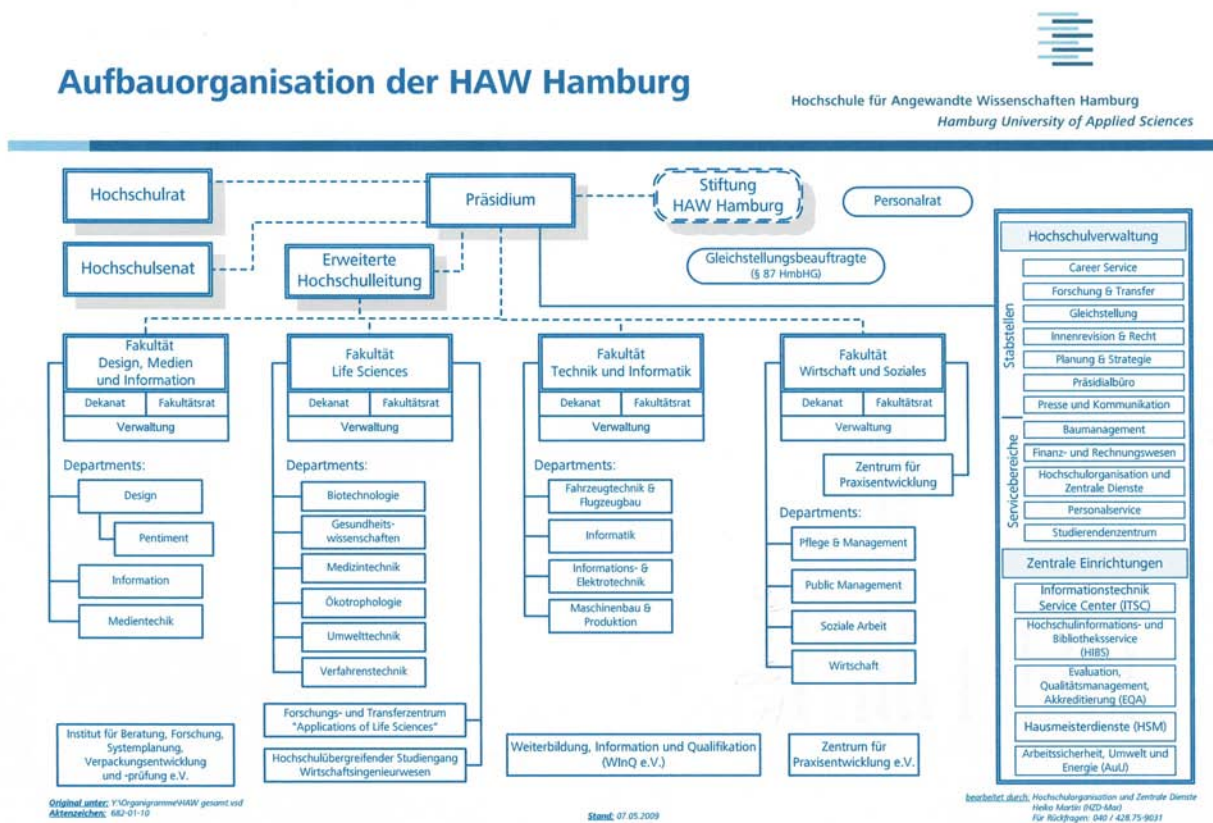 Aufbauorganisation der HAW Hamburg
Hochschule für Angewandte Wissenschaften Hamburg
Hamburg University of Applied Sciences
Hochschulrat
Präsidium
Stiftung
HAW Hamburg
Personalrat
Hochschulsenat
Erweiterte
Hochschulleitung
Gleichstellungsbeauftragte
(§ 87 HmbHG)
Fakultät
Design, Medien
und Information
Dekanat
Fakultätsrat
Verwaltung
Departments:
Design
Pentiment
Information
Medientechik
Fakultät
Life Sciences
Dekanat
Fakultätsrat
Verwaltung
Departments:
Biotechnologie
Gesundheits-
wissenschaften
Medizintechnik
Ökotrophologie
Umwelttechnik
Verfahrenstechnik
Forschungs- und Transferzentrum
"Applications of Life Sciences"
Hochschulübergreifender Studiengang
Wirtschaftsingenieurwesen
Fakultät
Technik und Informatik
Dekanat
Fakultätsrat
Verwaltung
Departments:
Fahrzeugtechnik &
Flugzeugbau
Informatik
Informations- &
Elektrotechnik
Maschinenbau &
Produktion
Fakultät
Wirtschaft und Soziales
Dekanat
Fakultätsrat
Verwaltung
Zentrum für
Praxisentwicklung
Departments:
Pflege & Management
Public Management
Soziale Arbeit
Wirtschaft
Hochschulverwaltung
Stabstellen
Career Service
Forschung & Transfer
Gleichstellung
Innenrevision & Recht
Planung & Strategie
Präsidialbüro
Presse und Kommunikation
Servicebereiche
Baumanagement
Finanz- und Rechnungswesen
Hochschulorganisation und
Zentrale Dienste
Personalservice
Studierendenzentrum
Zentrale Einrichtungen
Informationstechnik
Service Center (ITSC)
Hochschulinformations- und
Bibliotheksservice
(HIBS)
Evaluation,
Qualitätsmanagement,
Akkreditierung (EQA)
Hausmeisterdienste (HSM)
Arbeitssicherheit, Umwelt und
Energie (AuU)
Institut für Beratung, Forschung,
Systemplanung,
Verpackungsentwicklung
und -prüfung e.V.
Weiterbildung, Information und Qualifikation
(WInQ e.V.)
Zentrum für
Praxisentwicklung e.V.
Original unter: Y:\Organigramme\HAW gesamt.vsd
Aktenzeichen: 682-01-10
Stand: 07.05.2009
bearbeitet durch: Hochschulorganisation und Zentrale Dienste
Heiko Martin (HZD-Mar)
Für Rückfragen: 040 / 428.75-9031